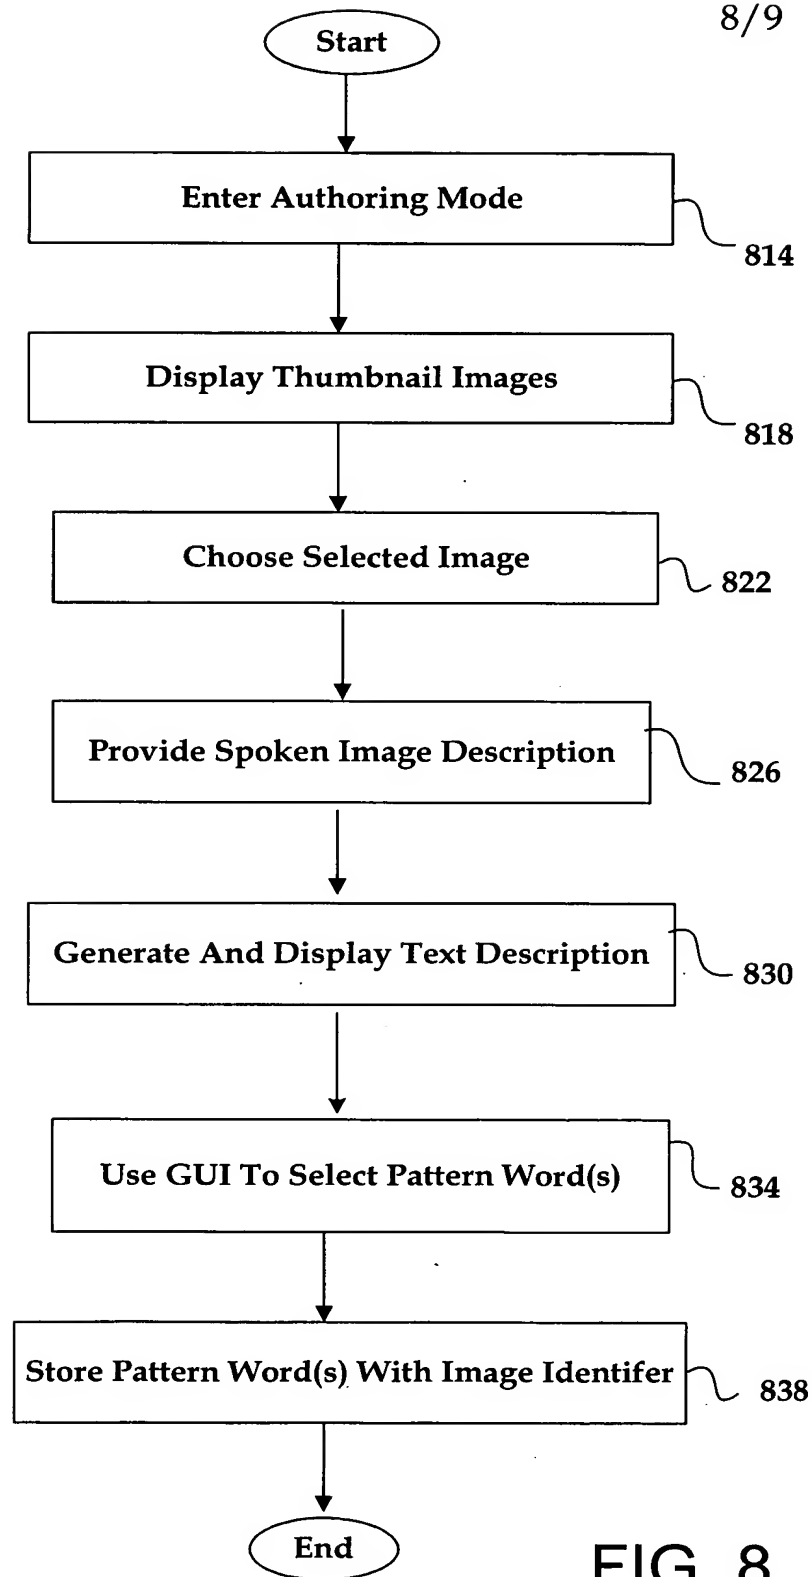 8/9
Start
Enter Authoring Mode
814
Display Thumbnail Images
818
Choose Selected Image
822
Provide Spoken Image Description
826
Generate And Display Text Description
830
Use GUI To Select Pattern Word(s)
834
Store Pattern Word(s) With Image Identifer
838
End
FIG. 8